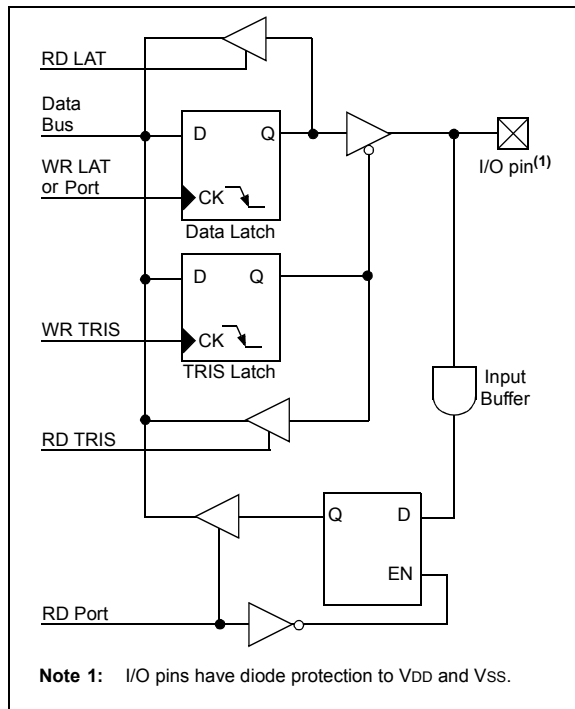 RD LAT
Data
Bus
D Q
WR LAT
or Port
CK
I/O pin(1)
Data Latch
D Q
WR TRIS
CK
TRIS Latch
Input
Buffer
RD TRIS
Q D
EN
RD Port
Note 1: I/O pins have diode protection to VDD and VSS.